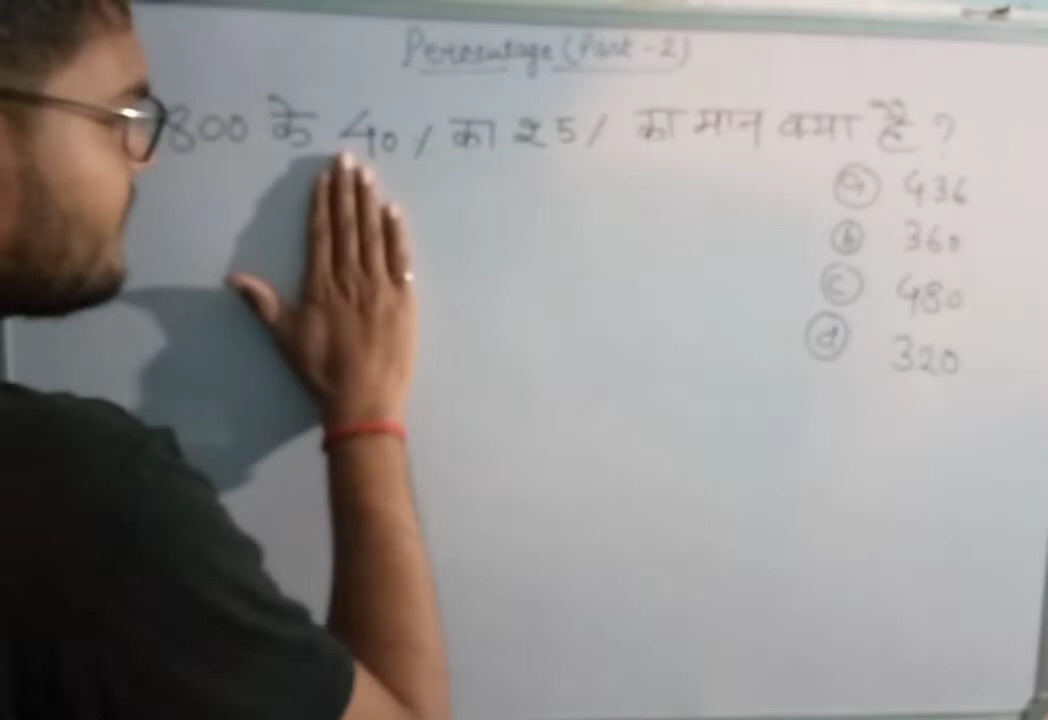 Percentage (Part - 2)
800 के 40 / का 25 / का मान क्या है ?
(a) 436
(b) 360
(c) 480
(d) 320